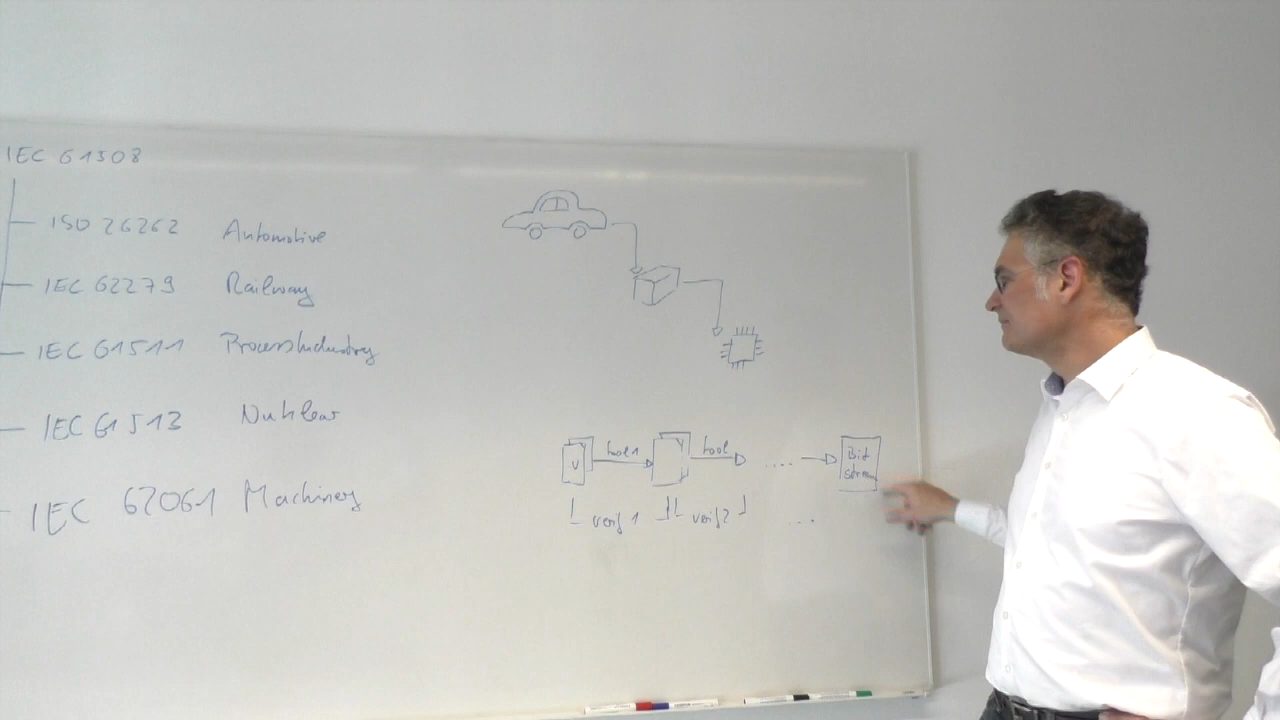 IEC 61508
ISO 26262 Automotive
IEC 62279 Railway
IEC 61511 Processindustry
IEC 61513 Nuklear
IEC 62061 Machinery
V tool1 tool .... Bit
stream
verif 1 verif 2 ...